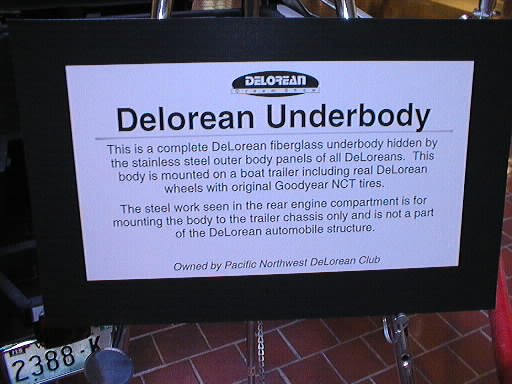 DELOREAN
Delorean Underbody
This is a complete DeLorean fiberglass underbody hidden by
the stainless steel outer body panels of all DeLoreans. This
body is mounted on a boat trailer including real DeLorean
wheels with original Goodyear NCT tires.
The steel work seen in the rear engine compartment is for
mounting the body to the trailer chassis only and is not a part
of the DeLorean automobile structure.
Owned by Pacific Northwest DeLorean Club
2388-K